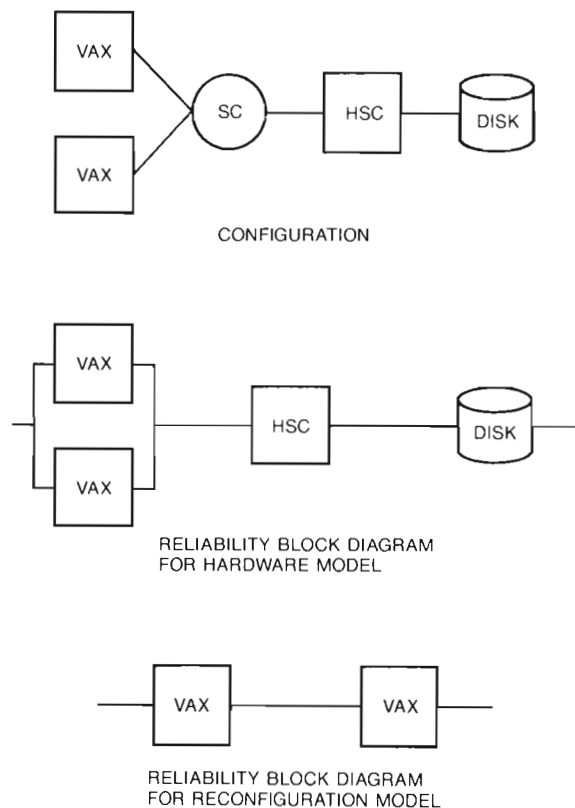 VAX
SC
HSC
DISK
VAX
CONFIGURATION
VAX
HSC
DISK
VAX
RELIABILITY BLOCK DIAGRAM
FOR HARDWARE MODEL
VAX
VAX
RELIABILITY BLOCK DIAGRAM
FOR RECONFIGURATION MODEL